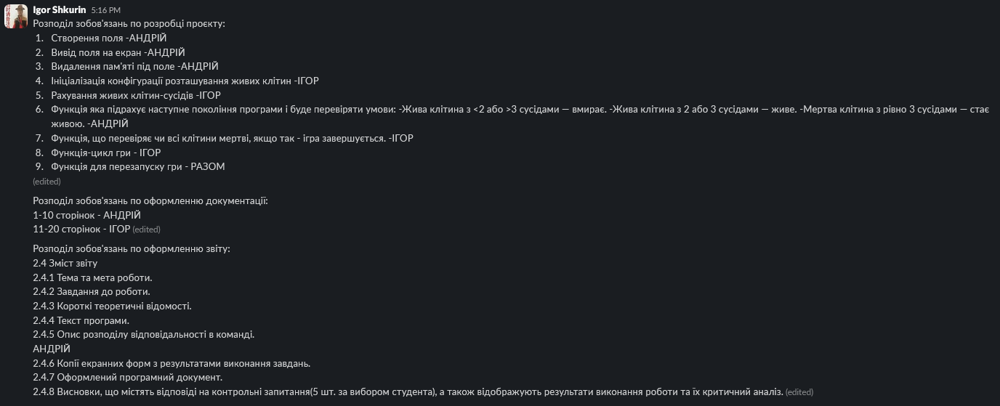 Igor Shkurin 5:16 PM
Розподіл зобов'язань по розробці проєкту:
1. Створення поля -АНДРІЙ
2. Вивід поля на екран -АНДРІЙ
3. Видалення пам'яті під поле -АНДРІЙ
4. Ініціалізація конфігурації розташування живих клітин -ІГОР
5. Рахування живих клітин-сусідів -ІГОР
6. Функція яка підрахує наступне покоління програми і буде перевіряти умови: -Жива клітина з <2 або >3 сусідами — вмирає. -Жива клітина з 2 або 3 сусідами — живе. -Мертва клітина з рівно 3 сусідами — стає
живою. -АНДРІЙ
7. Функція, що перевіряє чи всі клітини мертві, якщо так - ігра завершується. -ІГОР
8. Функція-цикл гри - ІГОР
9. Функція для перезапуску гри - РАЗОМ
(edited)
Розподіл зобов'язань по оформленню документації:
1-10 сторінок - АНДРІЙ
11-20 сторінок - ІГОР (edited)
Розподіл зобов'язань по оформленню звіту:
2.4 Зміст звіту
2.4.1 Тема та мета роботи.
2.4.2 Завдання до роботи.
2.4.3 Короткі теоретичні відомості.
2.4.4 Текст програми.
2.4.5 Опис розподілу відповідальності в команді.
АНДРІЙ
2.4.6 Копії екранних форм з результатами виконання завдань.
2.4.7 Оформлений програмний документ.
2.4.8 Висновки, що містять відповіді на контрольні запитання(5 шт. за вибором студента), а також відображують результати виконання роботи та їх критичний аналіз. (edited)